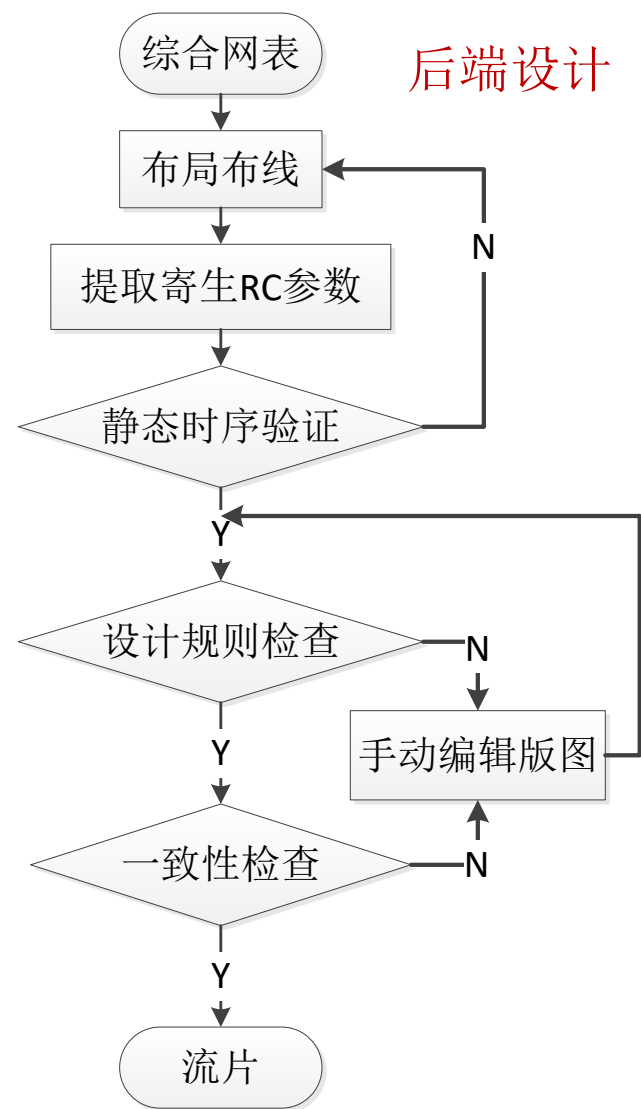 综合网表
后端设计
布局布线
N
提取寄生RC参数
静态时序验证
Y
设计规则检查
N
Y
手动编辑版图
一致性检查
N
Y
流片